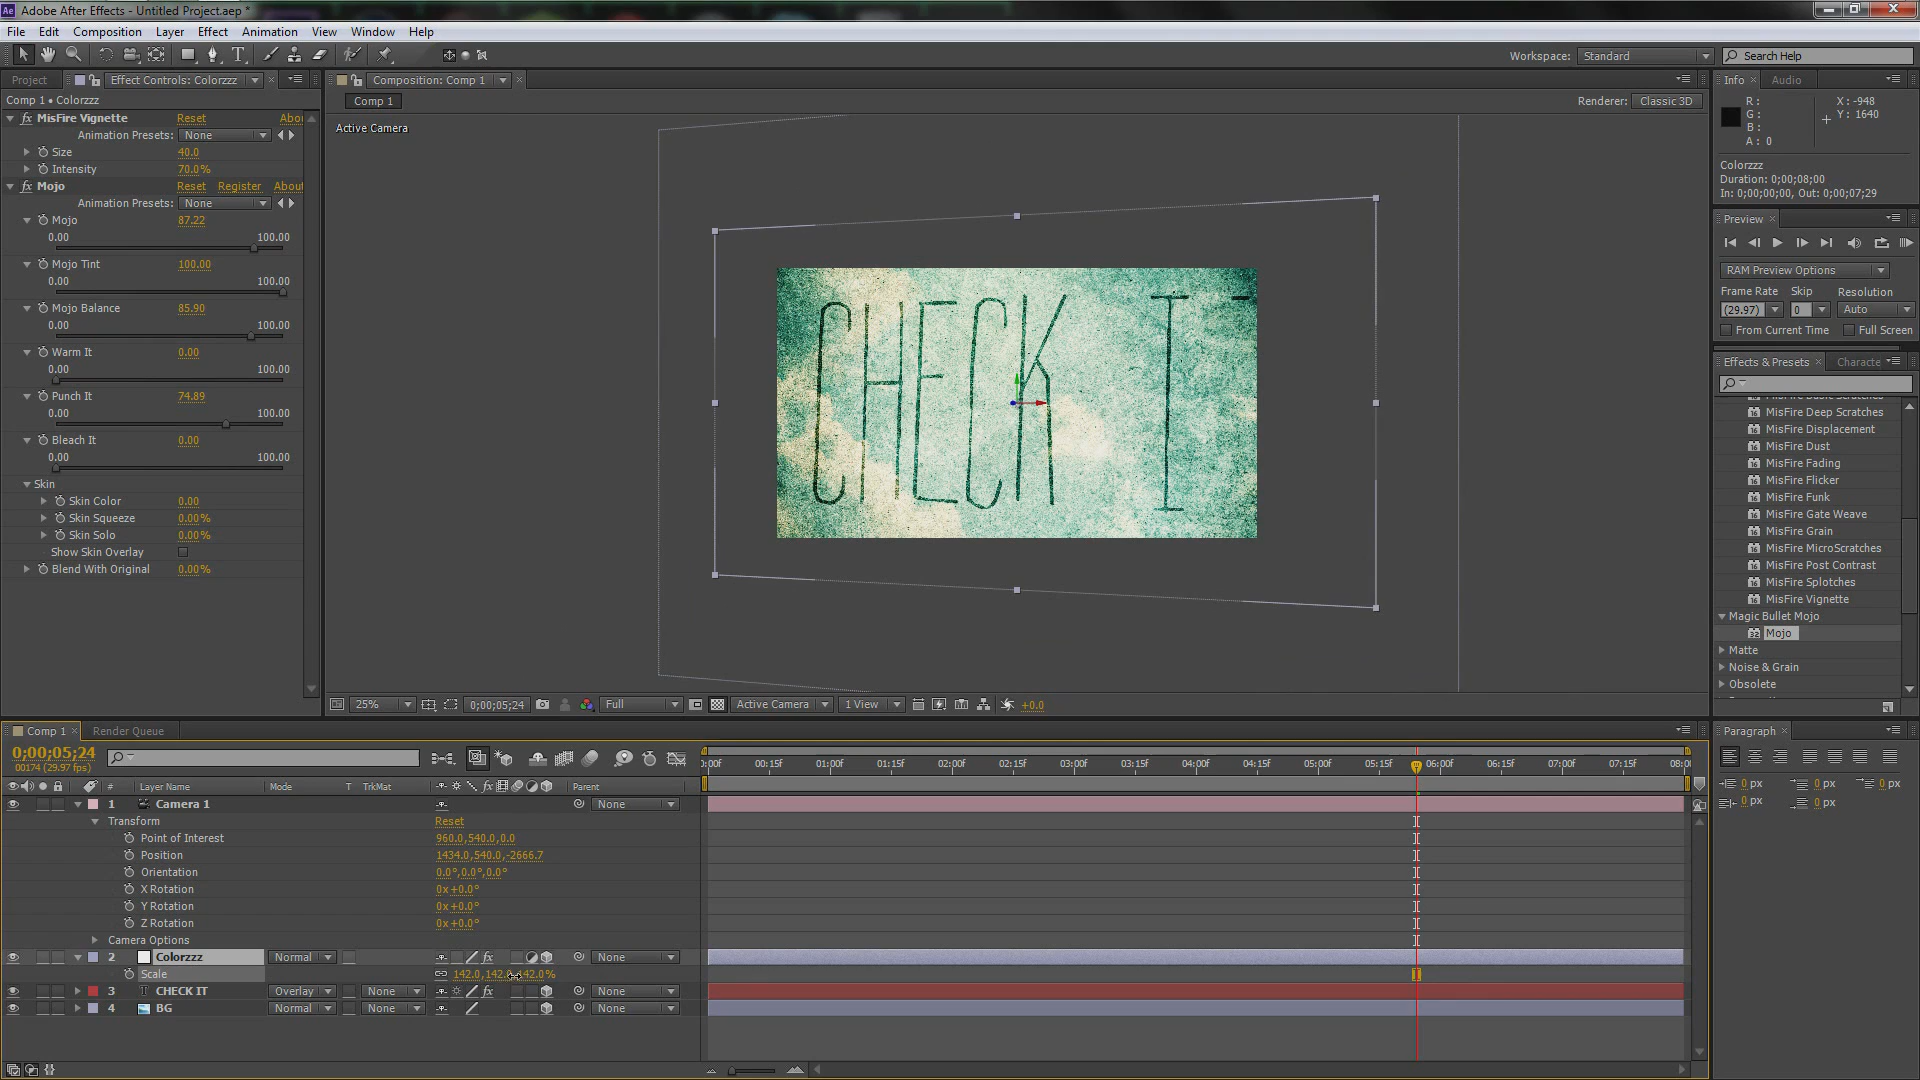 Ae Adobe After Effects - Untitled Project.aep *
File Edit Composition Layer Effect Animation View Window Help
Workspace: Standard Search Help
Project Effect Controls: Colorzzz
Composition: Comp 1
Info Audio
Comp 1 • Colorzzz
Comp 1
Renderer: Classic 3D
Active Camera
fx MisFire Vignette Reset Abou
Animation Presets: None
Size 40.0
Intensity 70.0%
fx Mojo Reset Register About
Animation Presets: None
Mojo 87.22
0.00 100.00
Mojo Tint 100.00
0.00 100.00
Mojo Balance 85.90
0.00 100.00
Warm It 0.00
0.00 100.00
Punch It 74.89
0.00 100.00
Bleach It 0.00
0.00 100.00
Skin
Skin Color 0.00
Skin Squeeze 0.00%
Skin Solo 0.00%
Show Skin Overlay
Blend With Original 0.00%
CHECK IT
R:
G:
B:
A: 0
X: -948
Y: 1640
Colorzzz
Duration: 0;00;08;00
In: 0;00;00;00, Out: 0;00;07;29
Preview
RAM Preview Options
Frame Rate Skip Resolution
(29.97) 0 Auto
From Current Time Full Screen
Effects & Presets Characte
MisFire Deep Scratches
MisFire Displacement
MisFire Dust
MisFire Fading
MisFire Flicker
MisFire Funk
MisFire Gate Weave
MisFire Grain
MisFire MicroScratches
MisFire Post Contrast
MisFire Splotches
MisFire Vignette
Magic Bullet Mojo
Mojo
Matte
Noise & Grain
Obsolete
25% 0;00;05;24 Full Active Camera 1 View +0.0
Comp 1 Render Queue
Paragraph
0;00;05;24
00174 (29.97 fps)
:00f 00:15f 01:00f 01:15f 02:00f 02:15f 03:00f 03:15f 04:00f 04:15f 05:00f 05:15f 06:00f 06:15f 07:00f 07:15f 08:0
# Layer Name Mode T TrkMat fx Parent
1 Camera 1 None
Transform Reset
Point of Interest 960.0,540.0,0.0
Position 1434.0,540.0,-2666.7
Orientation 0.0°,0.0°,0.0°
X Rotation 0x+0.0°
Y Rotation 0x+0.0°
Z Rotation 0x+0.0°
Camera Options
2 Colorzzz Normal fx None
Scale 142.0,142.0,142.0%
3 T CHECK IT Overlay None fx None
4 BG Normal None None
0 px 0 px 0 px
0 px 0 px